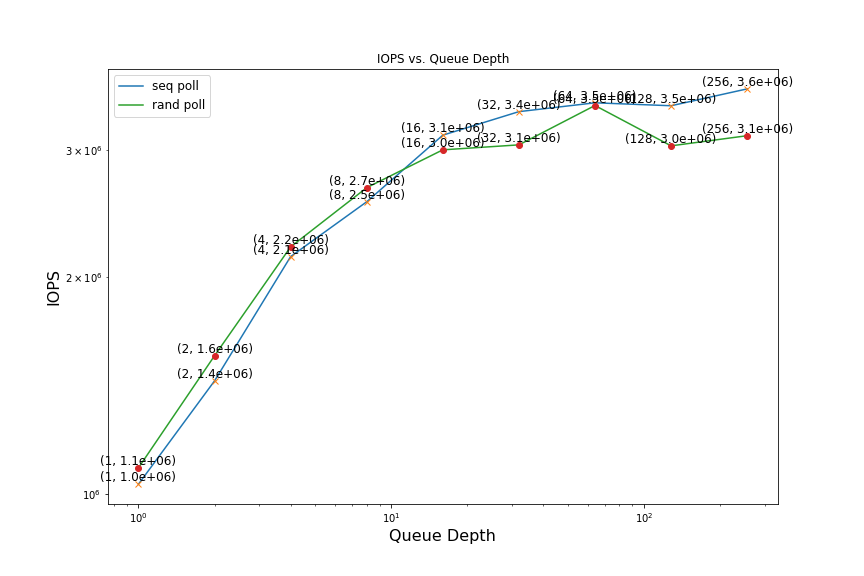 IOPS vs. Queue Depth
seq poll
rand poll
(256, 3.6e+06)
(64, 3.5e+06)
(64, 3.5e+06)
(128, 3.5e+06)
(32, 3.4e+06)
(16, 3.1e+06)
(256, 3.1e+06)
(16, 3.0e+06)
(32, 3.1e+06)
(128, 3.0e+06)
3 × 10⁶
(8, 2.7e+06)
(8, 2.5e+06)
(4, 2.2e+06)
(4, 2.1e+06)
2 × 10⁶
(2, 1.6e+06)
(2, 1.4e+06)
(1, 1.1e+06)
(1, 1.0e+06)
10⁶
IOPS
10⁰
10¹
10²
Queue Depth